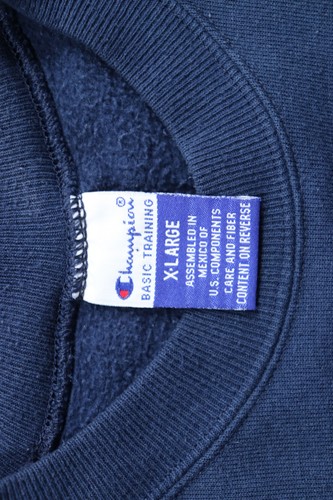 Champion®
BASIC TRAINING
X-LARGE
ASSEMBLED IN
MEXICO OF
U.S. COMPONENTS
CARE AND FIBER
CONTENT ON REVERSE